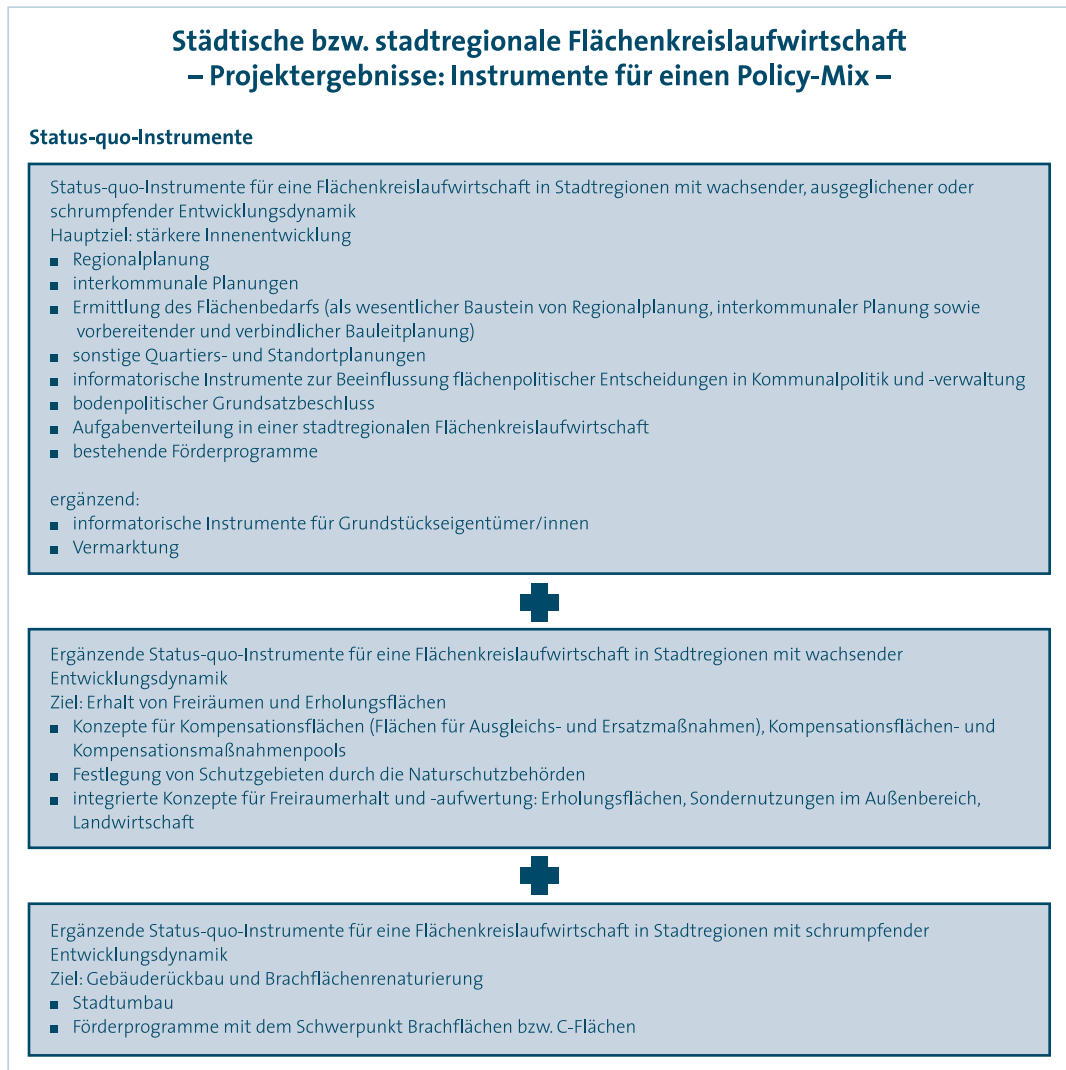 Städtische bzw. stadtregionale Flächenkreislaufwirtschaft
– Projektergebnisse: Instrumente für einen Policy-Mix –
Status-quo-Instrumente
Status-quo-Instrumente für eine Flächenkreislaufwirtschaft in Stadtregionen mit wachsender, ausgeglichener oder
schrumpfender Entwicklungsdynamik
Hauptziel: stärkere Innenentwicklung
▪ Regionalplanung
▪ interkommunale Planungen
▪ Ermittlung des Flächenbedarfs (als wesentlicher Baustein von Regionalplanung, interkommunaler Planung sowie
vorbereitender und verbindlicher Bauleitplanung)
▪ sonstige Quartiers- und Standortplanungen
▪ informatorische Instrumente zur Beeinflussung flächenpolitischer Entscheidungen in Kommunalpolitik und -verwaltung
▪ bodenpolitischer Grundsatzbeschluss
▪ Aufgabenverteilung in einer stadtregionalen Flächenkreislaufwirtschaft
▪ bestehende Förderprogramme
ergänzend:
▪ informatorische Instrumente für Grundstückseigentümer/innen
▪ Vermarktung
Ergänzende Status-quo-Instrumente für eine Flächenkreislaufwirtschaft in Stadtregionen mit wachsender
Entwicklungsdynamik
Ziel: Erhalt von Freiräumen und Erholungsflächen
▪ Konzepte für Kompensationsflächen (Flächen für Ausgleichs- und Ersatzmaßnahmen), Kompensationsflächen- und
Kompensationsmaßnahmenpools
▪ Festlegung von Schutzgebieten durch die Naturschutzbehörden
▪ integrierte Konzepte für Freiraumerhalt und -aufwertung: Erholungsflächen, Sondernutzungen im Außenbereich,
Landwirtschaft
Ergänzende Status-quo-Instrumente für eine Flächenkreislaufwirtschaft in Stadtregionen mit schrumpfender
Entwicklungsdynamik
Ziel: Gebäuderückbau und Brachflächenrenaturierung
▪ Stadtumbau
▪ Förderprogramme mit dem Schwerpunkt Brachflächen bzw. C-Flächen